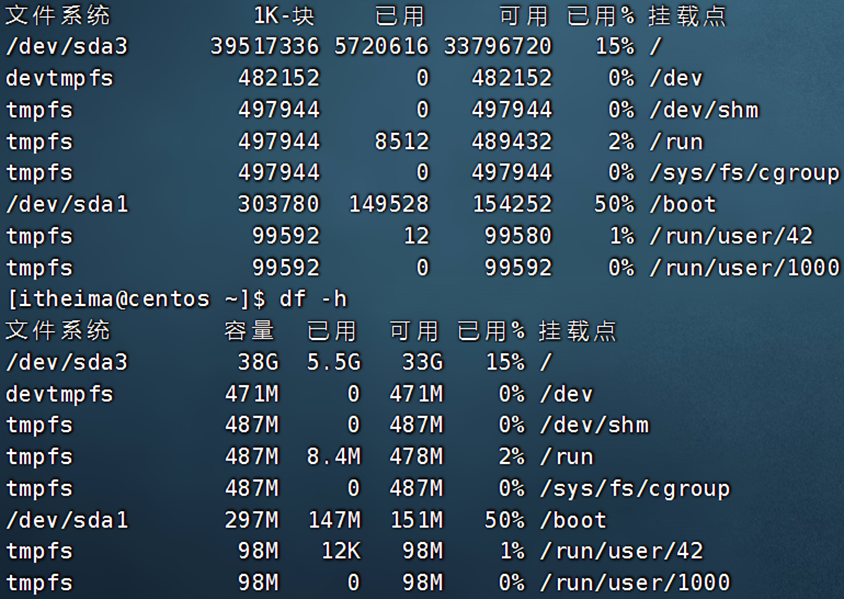 文件系统 1K-块 已用 可用 已用% 挂载点
/dev/sda3 39517336 5720616 33796720 15% /
devtmpfs 482152 0 482152 0% /dev
tmpfs 497944 0 497944 0% /dev/shm
tmpfs 497944 8512 489432 2% /run
tmpfs 497944 0 497944 0% /sys/fs/cgroup
/dev/sda1 303780 149528 154252 50% /boot
tmpfs 99592 12 99580 1% /run/user/42
tmpfs 99592 0 99592 0% /run/user/1000
[itheima@centos ~]$ df -h
文件系统 容量 已用 可用 已用% 挂载点
/dev/sda3 38G 5.5G 33G 15% /
devtmpfs 471M 0 471M 0% /dev
tmpfs 487M 0 487M 0% /dev/shm
tmpfs 487M 8.4M 478M 2% /run
tmpfs 487M 0 487M 0% /sys/fs/cgroup
/dev/sda1 297M 147M 151M 50% /boot
tmpfs 98M 12K 98M 1% /run/user/42
tmpfs 98M 0 98M 0% /run/user/1000